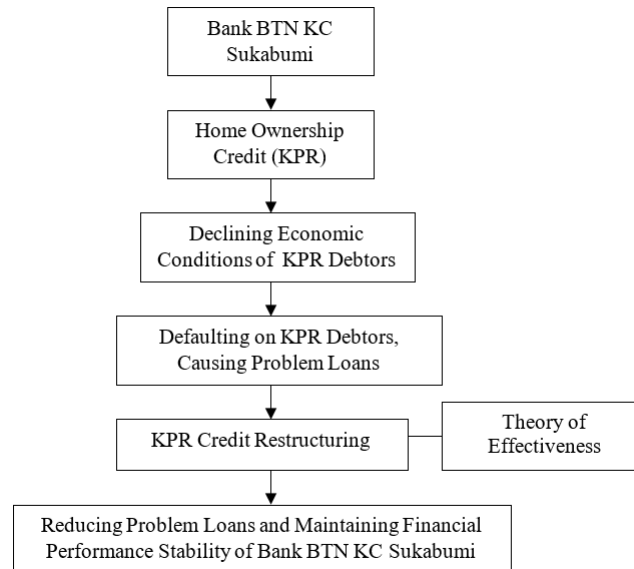 Bank BTN KC
Sukabumi
Home Ownership
Credit (KPR)
Declining Economic
Conditions of KPR Debtors
Defaulting on KPR Debtors,
Causing Problem Loans
KPR Credit Restructuring
Theory of
Effectiveness
Reducing Problem Loans and Maintaining Financial
Performance Stability of Bank BTN KC Sukabumi